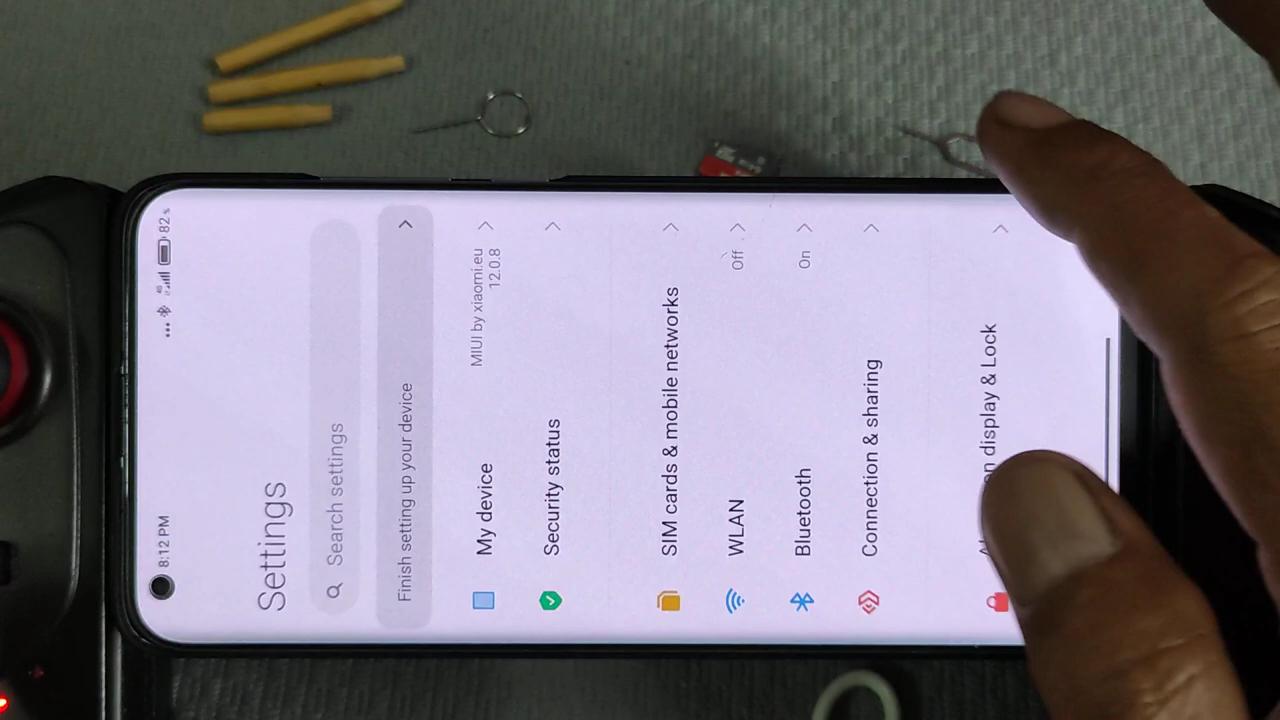 8:12 PM
4G
82%
Settings
Search settings
Finish setting up your device
My device
MIUI by xiaomi.eu
12.0.8
Security status
SIM cards & mobile networks
WLAN
Off
Bluetooth
On
Connection & sharing
display & Lock